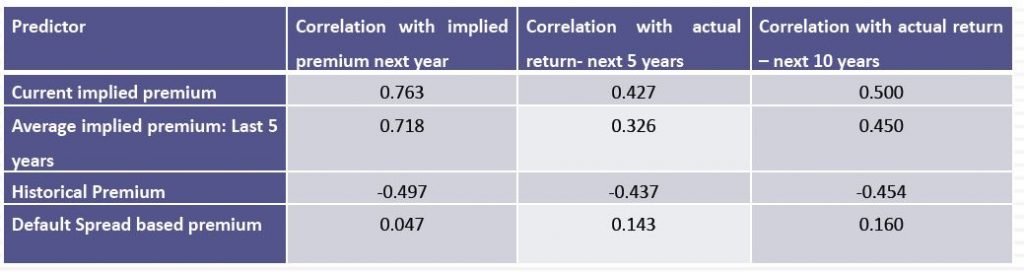 Predictor
Correlation with implied
premium next year
Correlation with actual
return- next 5 years
Correlation with actual return
– next 10 years
Current implied premium
0.763
0.427
0.500
Average implied premium: Last 5
years
0.718
0.326
0.450
Historical Premium
-0.497
-0.437
-0.454
Default Spread based premium
0.047
0.143
0.160